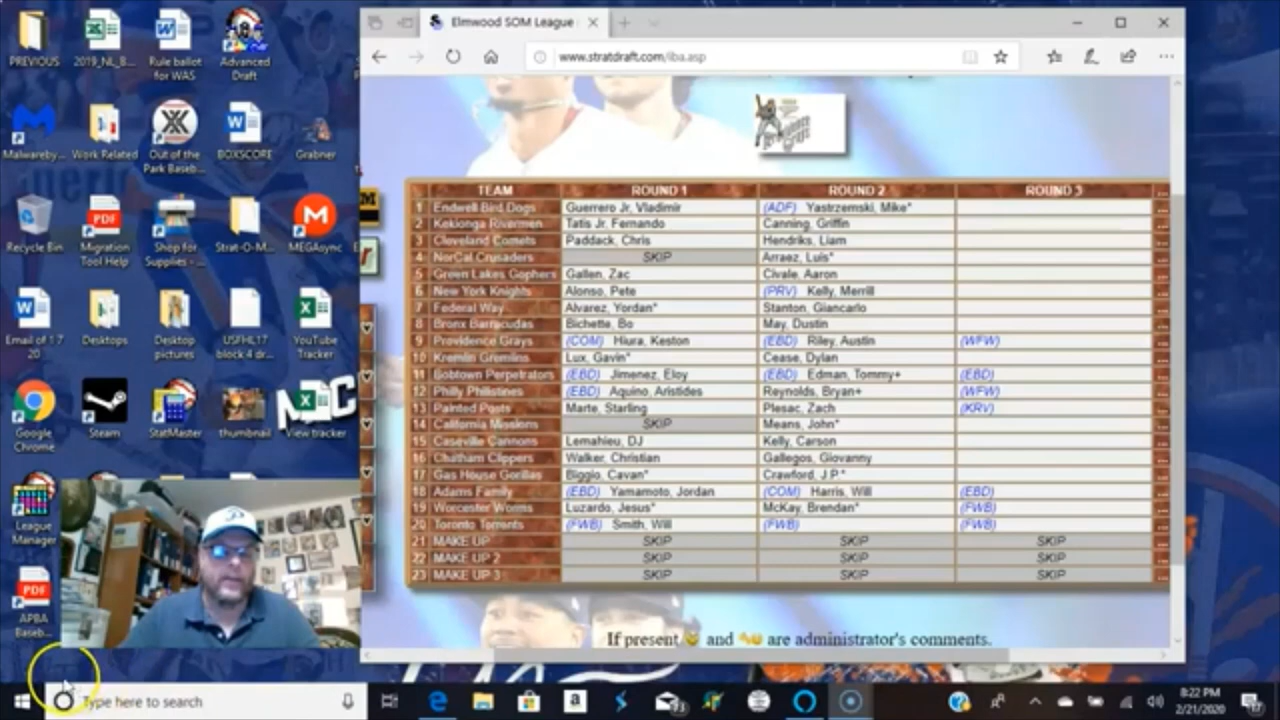 Elmwood SOM League
www.stratdraft.com/liba.asp
PREVIOUS
2019_NL_B...
Rule ballot for WAS
Advanced Draft
Malwareby...
Work Related
Out of the Park Baseb...
BOXSCORE
Grabner
Recycle Bin
Migration Tool Help
Shop for Supplies - ...
Strat-O-M...
MEGAsync
Email of 1 7 20
Desktops
Desktop pictures
USFHL17 block 4 dr...
YouTube Tracker
Google Chrome
Steam
StatMaster
thumbnail
View tracker
League Manager
APBA Baseb...
TEAM ROUND 1 ROUND 2 ROUND 3
1 Endwell Bird Dogs Guerrero Jr, Vladimir (ADF) Yastrzemski, Mike*
2 Kekionga Rivermen Tatis Jr. Fernando Canning, Griffin
3 Cleveland Comets Paddack, Chris Hendriks, Liam
4 NorCal Crusaders SKIP Arraez, Luis*
5 Green Lakes Gophers Gallen, Zac Civale, Aaron
6 New York Knights Alonso, Pete (PRV) Kelly, Merrill
7 Federal Way Alvarez, Yordan* Stanton, Giancarlo
8 Bronx Barracudas Bichette, Bo May, Dustin
9 Providence Grays (COM) Hiura, Keston (EBD) Riley, Austin (WFW)
10 Kremlin Gremlins Lux, Gavin* Cease, Dylan
11 Bobtown Perpetrators (EBD) Jimenez, Eloy (EBD) Edman, Tommy+ (EBD)
12 Philly Philistines (EBD) Aquino, Aristides Reynolds, Bryan+ (WFW)
13 Painted Posts Marte, Starling Plesac, Zach (KRV)
14 California Missions SKIP Means, John*
15 Caseville Cannons Lemahieu, DJ Kelly, Carson
16 Chatham Clippers Walker, Christian Gallegos, Giovanny
17 Gas House Gorillas Biggio, Cavan* Crawford, J.P.*
18 Adams Family (EBD) Yamamoto, Jordan (COM) Harris, Will (EBD)
19 Worcester Worms Luzardo, Jesus* McKay, Brendan* (FWB)
20 Toronto Torrents (FWB) Smith, Will (FWB) (FWB)
21 MAKE UP SKIP SKIP SKIP
22 MAKE UP 2 SKIP SKIP SKIP
23 MAKE UP 3 SKIP SKIP SKIP
If present and are administrator's comments.
Type here to search
8:22 PM
2/21/2020